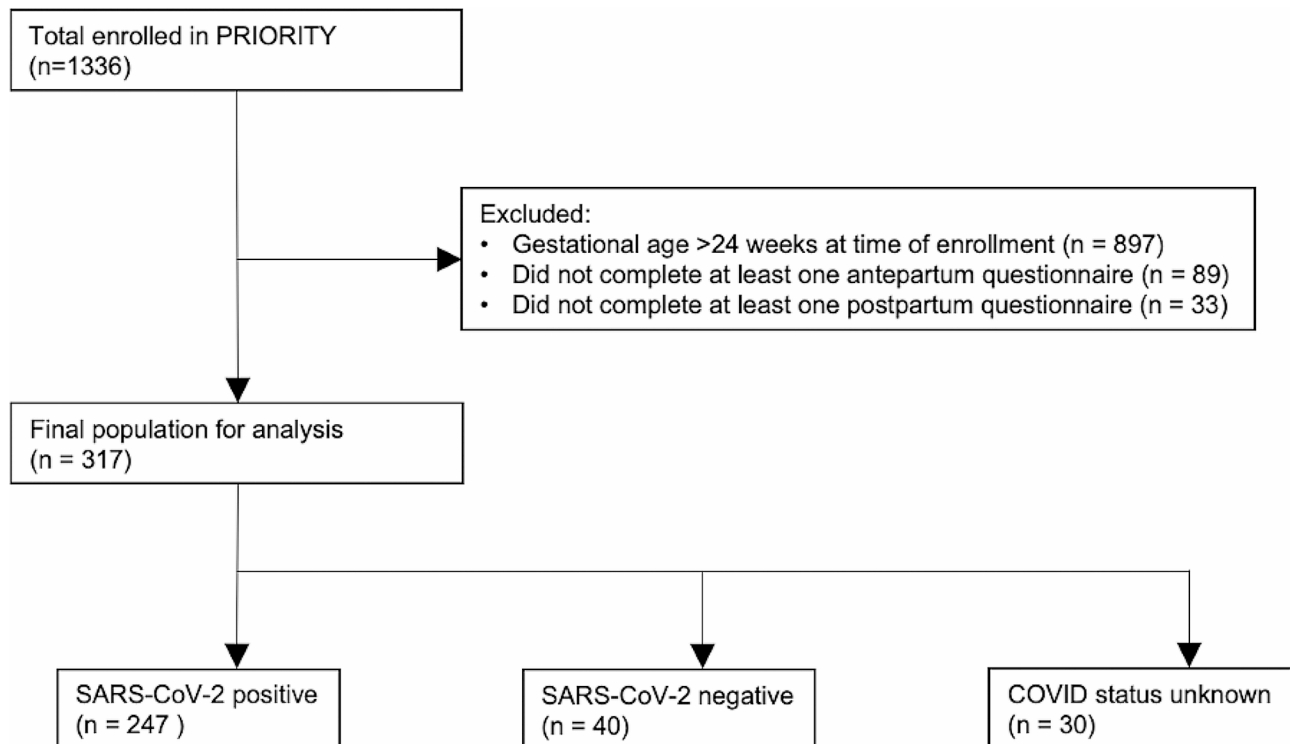 Total enrolled in PRIORITY
(n=1336)
Excluded:
• Gestational age >24 weeks at time of enrollment (n = 897)
• Did not complete at least one antepartum questionnaire (n = 89)
• Did not complete at least one postpartum questionnaire (n = 33)
Final population for analysis
(n = 317)
SARS-CoV-2 positive
(n = 247 )
SARS-CoV-2 negative
(n = 40)
COVID status unknown
(n = 30)